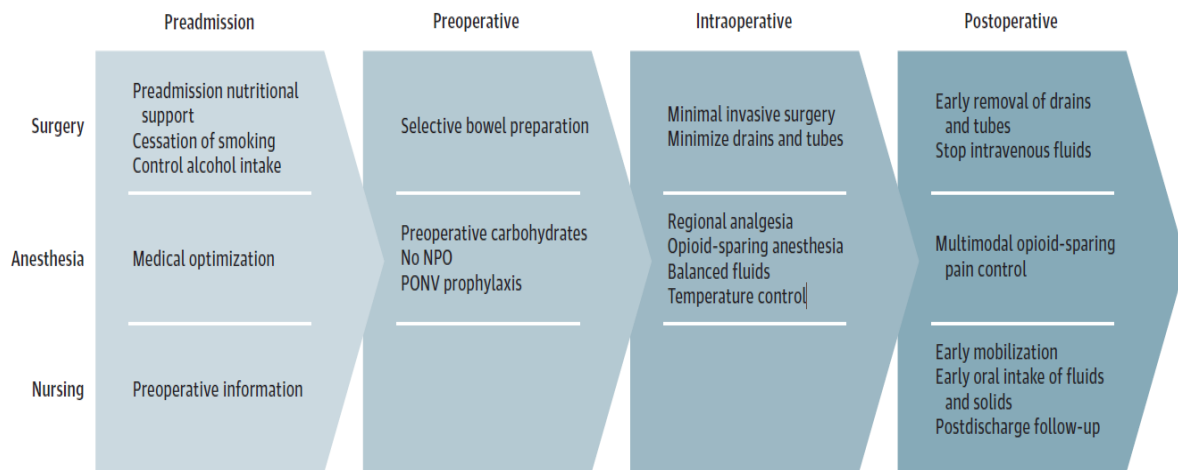 Preadmission
Preoperative
Intraoperative
Postoperative
Surgery
Preadmission nutritional
support
Cessation of smoking
Control alcohol intake
Selective bowel preparation
Minimal invasive surgery
Minimize drains and tubes
Early removal of drains
and tubes
Stop intravenous fluids
Anesthesia
Medical optimization
Preoperative carbohydrates
No NPO
PONV prophylaxis
Regional analgesia
Opioid-sparing anesthesia
Balanced fluids
Temperature control
Multimodal opioid-sparing
pain control
Nursing
Preoperative information
Early mobilization
Early oral intake of fluids
and solids
Postdischarge follow-up